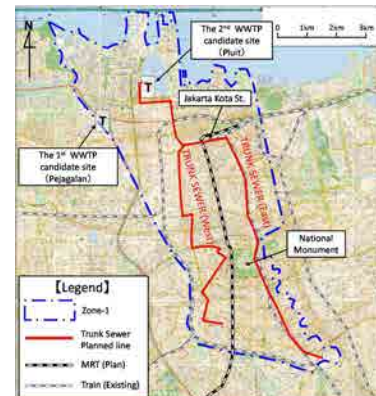 N
0 1km 2km 3km
The 2nd WWTP
candidate site
(Pluit)
T
Jakarta Kota St.
T
The 1st WWTP
candidate site
(Pejagalan)
TRUNK SEWER (West)
TRUNK SEWER (East)
National
Monument
【Legend】
Zone-1
Trunk Sewer
Planned line
MRT (Plan)
Train (Existing)